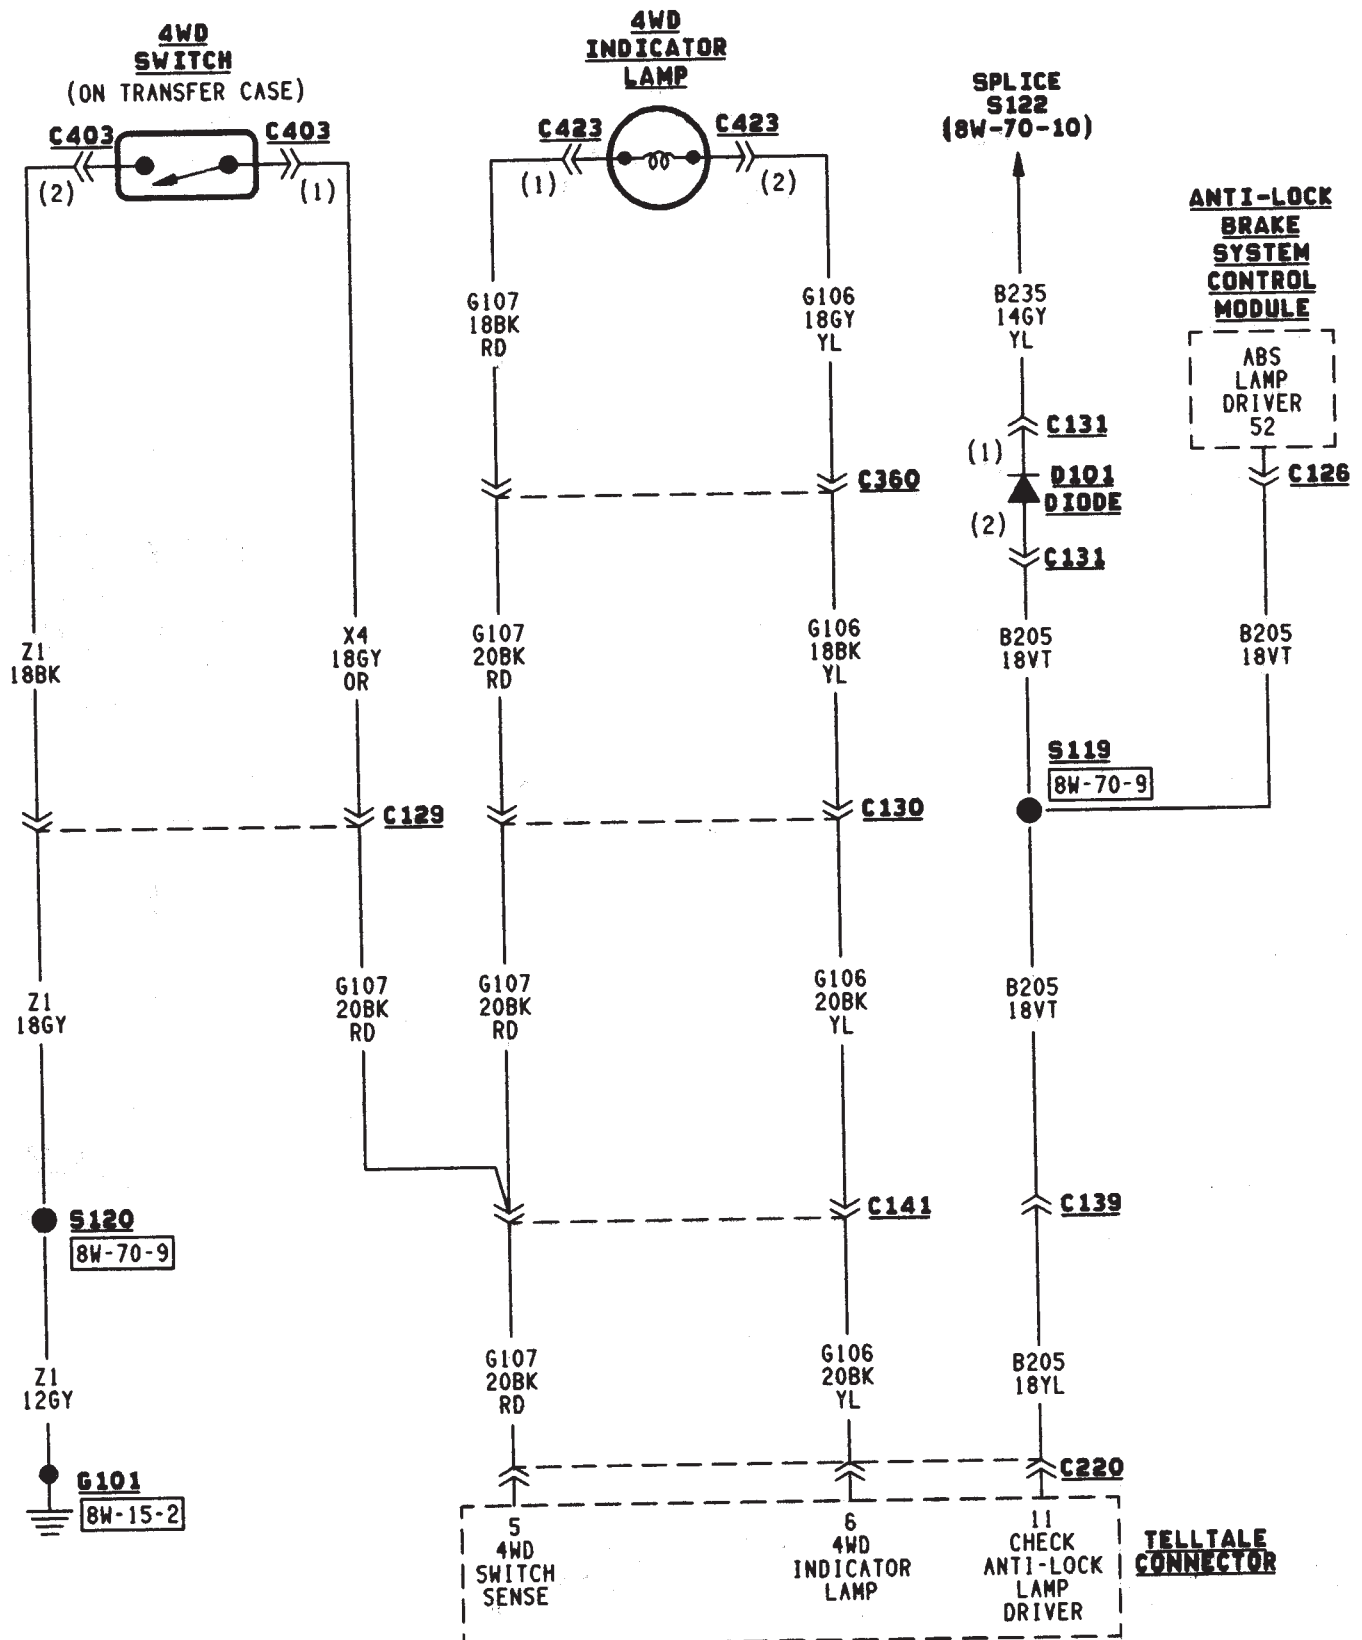 4WD
SWITCH
(ON TRANSFER CASE)
C403
C403
(2)
(1)
4WD
INDICATOR
LAMP
C423
C423
(1)
(2)
SPLICE
S122
(8W-70-10)
ANTI-LOCK
BRAKE
SYSTEM
CONTROL
MODULE
ABS
LAMP
DRIVER
52
C126
G107
18BK
RD
G106
18GY
YL
B235
14GY
YL
C131
(1)
D101
DIODE
(2)
C131
C360
Z1
18BK
X4
18GY
OR
G107
20BK
RD
G106
18BK
YL
B205
18VT
B205
18VT
S119
8W-70-9
C129
C130
Z1
18GY
G107
20BK
RD
G107
20BK
RD
G106
20BK
YL
B205
18VT
S120
8W-70-9
C141
C139
Z1
12GY
G107
20BK
RD
G106
20BK
YL
B205
18YL
G101
8W-15-2
C220
5
4WD
SWITCH
SENSE
6
4WD
INDICATOR
LAMP
11
CHECK
ANTI-LOCK
LAMP
DRIVER
TELLTALE
CONNECTOR